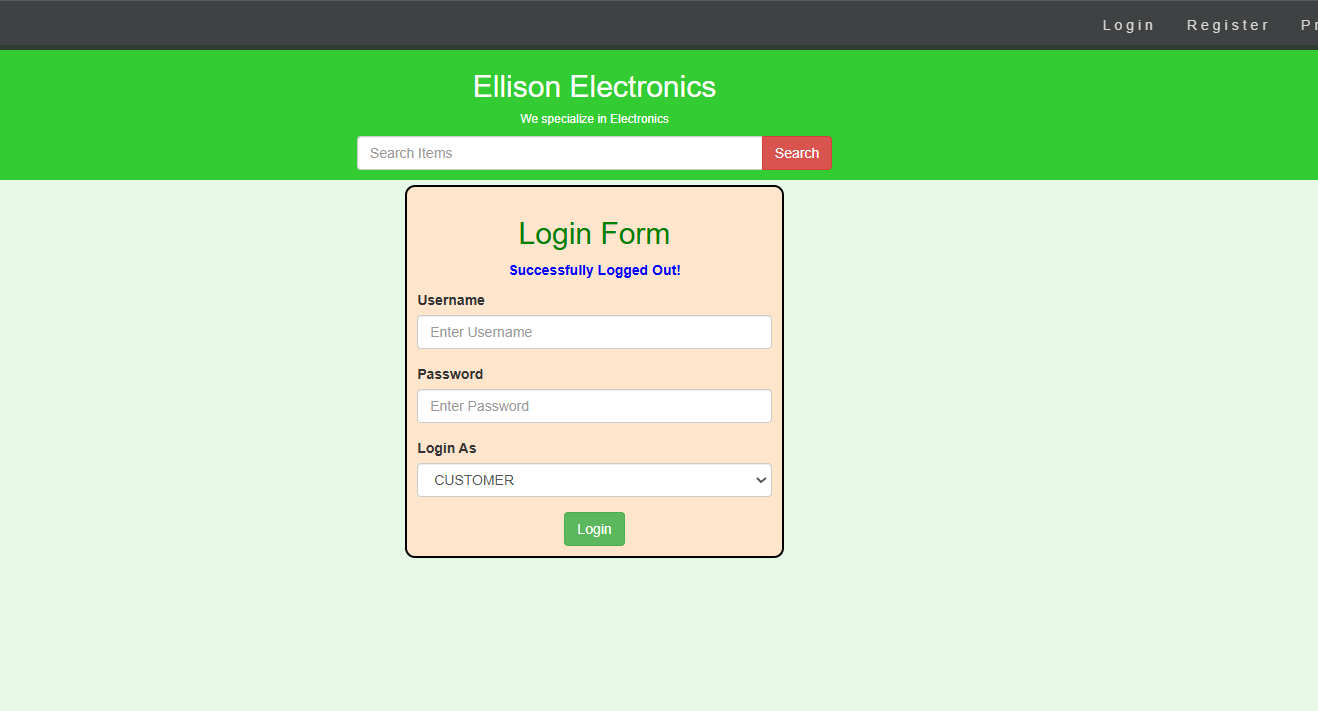 Login Register Pr
Ellison Electronics
We specialize in Electronics
Search Items Search
Login Form
Successfully Logged Out!
Username
Enter Username
Password
Enter Password
Login As
CUSTOMER
Login